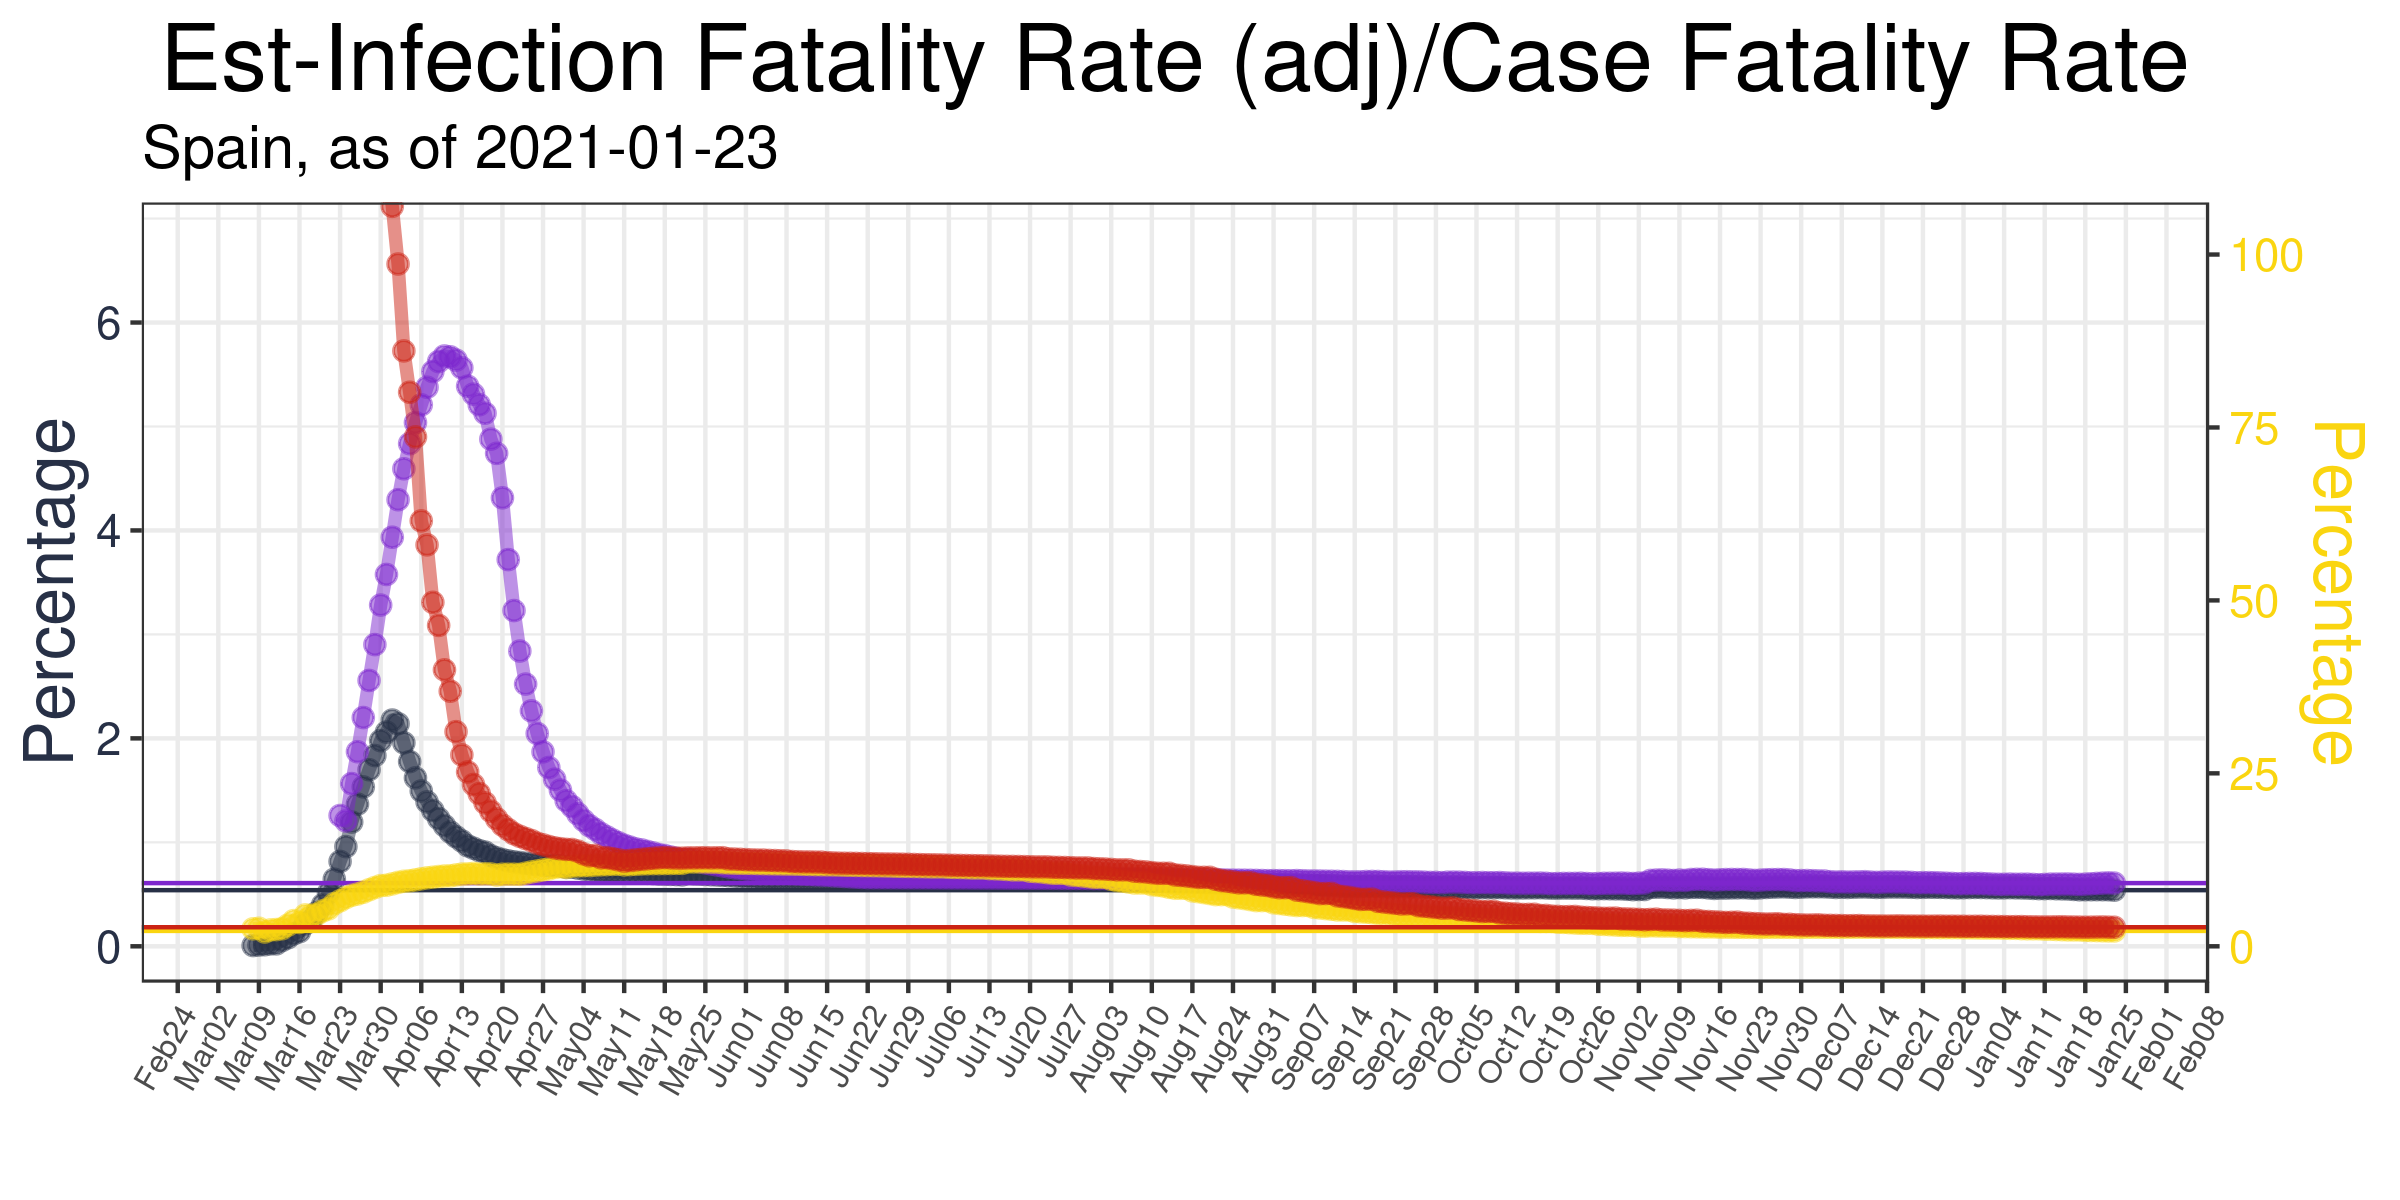 Est-Infection Fatality Rate (adj)/Case Fatality Rate
Spain, as of 2021-01-23
Percentage
6
4
2
0
100
75
50
25
0
Percentage
Feb24
Mar02
Mar09
Mar16
Mar23
Mar30
Apr06
Apr13
Apr20
Apr27
May04
May11
May18
May25
Jun01
Jun08
Jun15
Jun22
Jun29
Jul06
Jul13
Jul20
Jul27
Aug03
Aug10
Aug17
Aug24
Aug31
Sep07
Sep14
Sep21
Sep28
Oct05
Oct12
Oct19
Oct26
Nov02
Nov09
Nov16
Nov23
Nov30
Dec07
Dec14
Dec21
Dec28
Jan04
Jan11
Jan18
Jan25
Feb01
Feb08